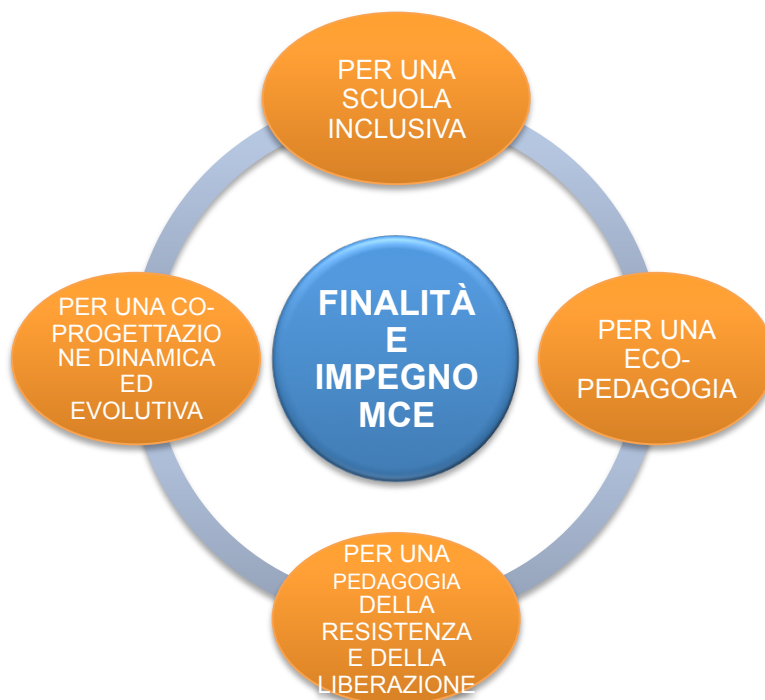 PER UNA
SCUOLA
INCLUSIVA
PER UNA CO-
PROGETTAZIO
NE DINAMICA
ED
EVOLUTIVA
FINALITÀ
E
IMPEGNO
MCE
PER UNA
ECO-
PEDAGOGIA
PER UNA
PEDAGOGIA
DELLA
RESISTENZA
E DELLA
LIBERAZIONE